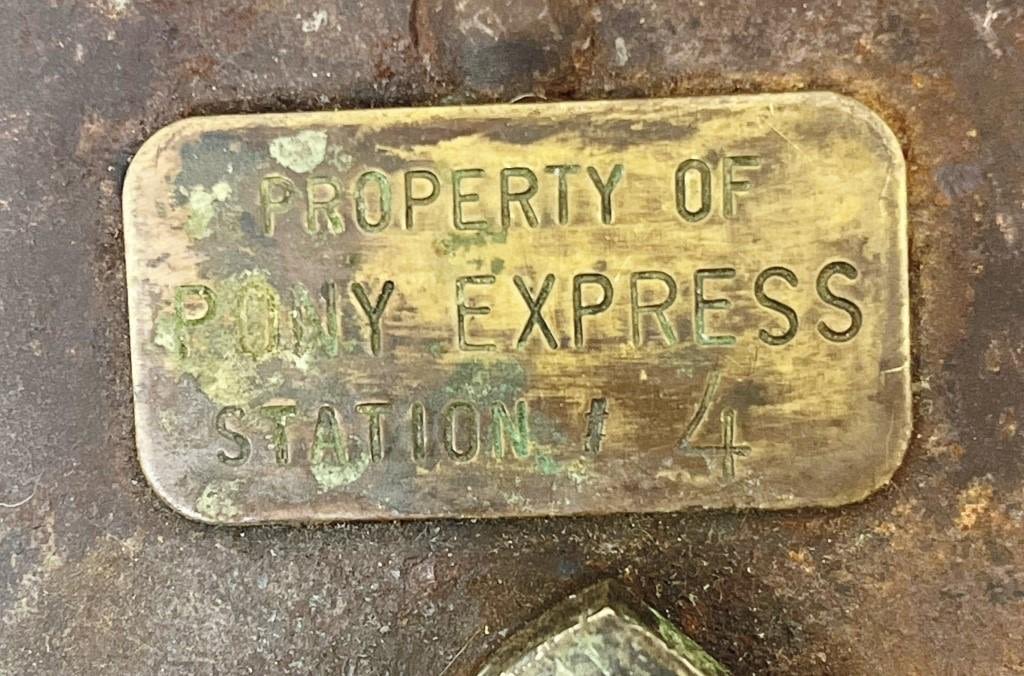 PROPERTY OF
PONY EXPRESS
STATION # 4